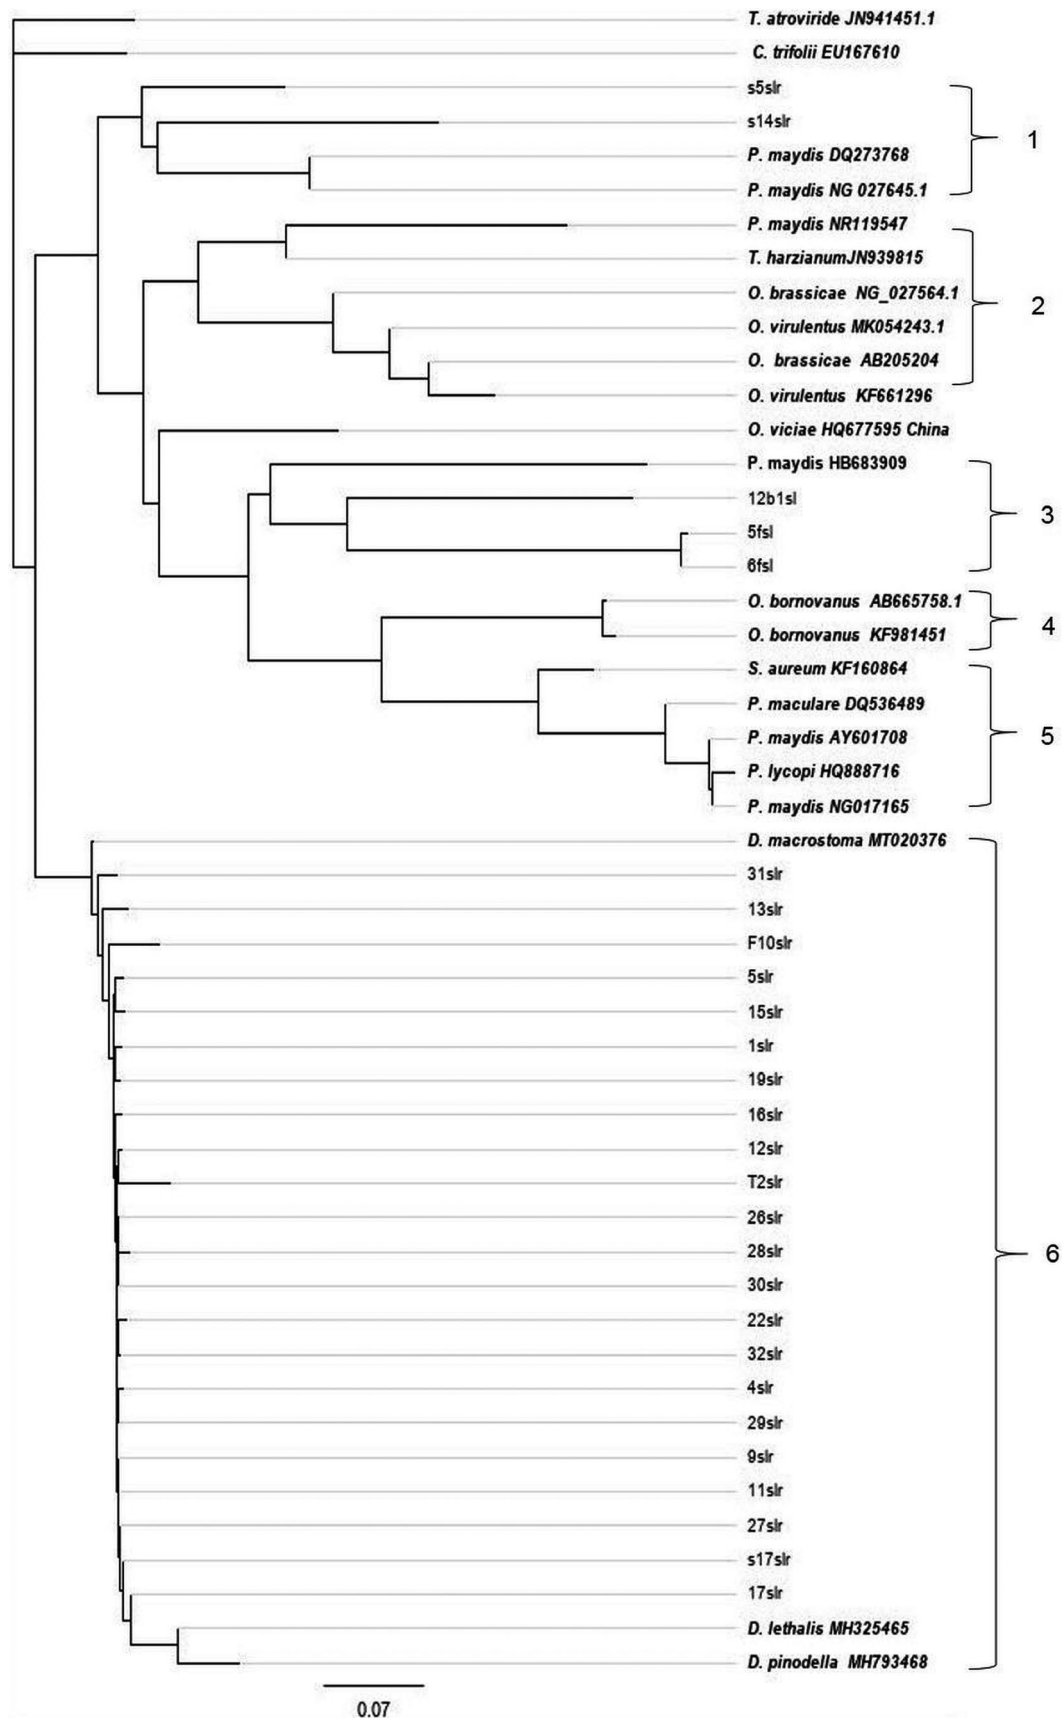 T. atroviride JN941451.1
C. trifolii EU167610
s5slr
s14slr
1
P. maydis DQ273768
P. maydis NG 027645.1
P. maydis NR119547
T. harzianumJN939815
O. brassicae NG_027564.1
2
O. virulentus MK054243.1
O. brassicae AB205204
O. virulentus KF661296
O. viciae HQ677595 China
P. maydis HB683909
12b1sl
3
5fsl
6fsl
O. bornovanus AB665758.1
4
O. bornovanus KF981451
S. aureum KF160864
P. maculare DQ536489
5
P. maydis AY601708
P. lycopi HQ888716
P. maydis NG017165
D. macrostoma MT020376
31slr
13slr
F10slr
5slr
15slr
1slr
19slr
16slr
12slr
T2slr
26slr
28slr
6
30slr
22slr
32slr
4slr
29slr
9slr
11slr
27slr
s17slr
17slr
D. lethalis MH325465
D. pinodella MH793468
0.07